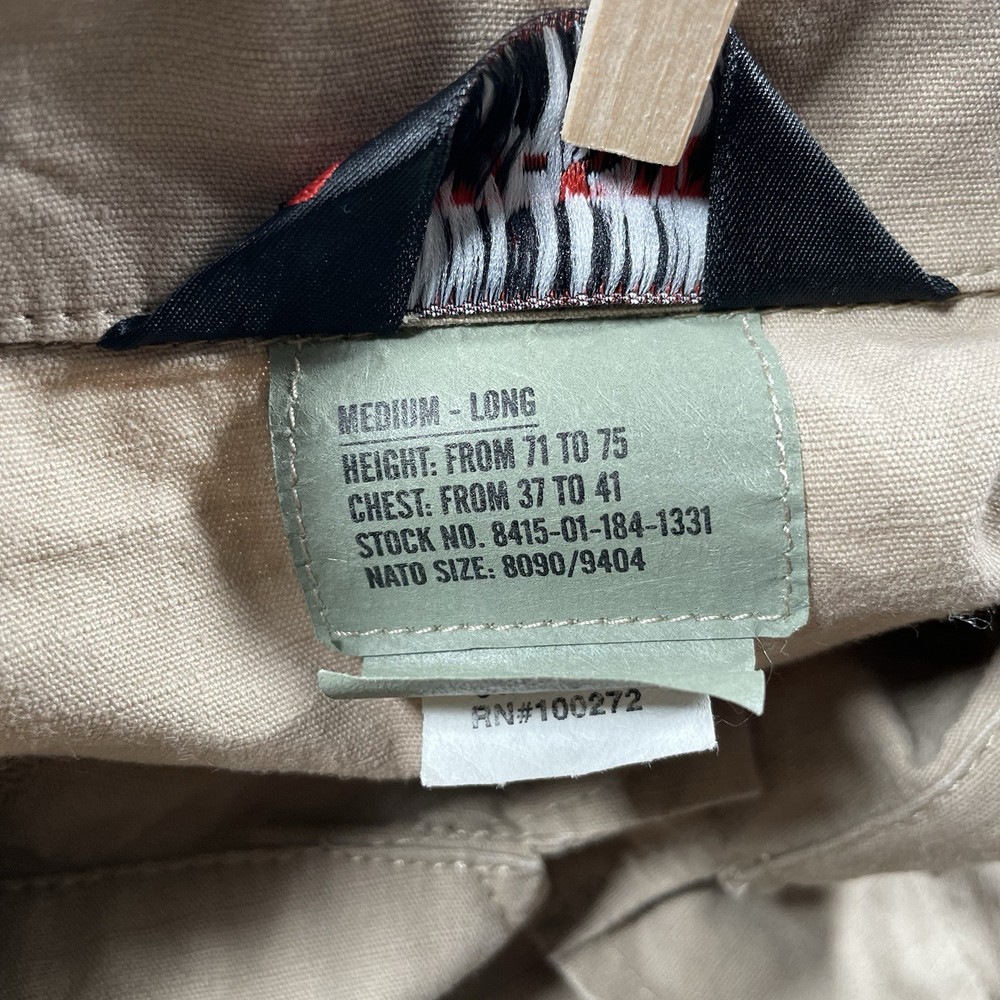 MEDIUM - LONG
HEIGHT: FROM 71 TO 75
CHEST: FROM 37 TO 41
STOCK NO. 8415-01-184-1331
NATO SIZE: 8090/9404
RN#100272